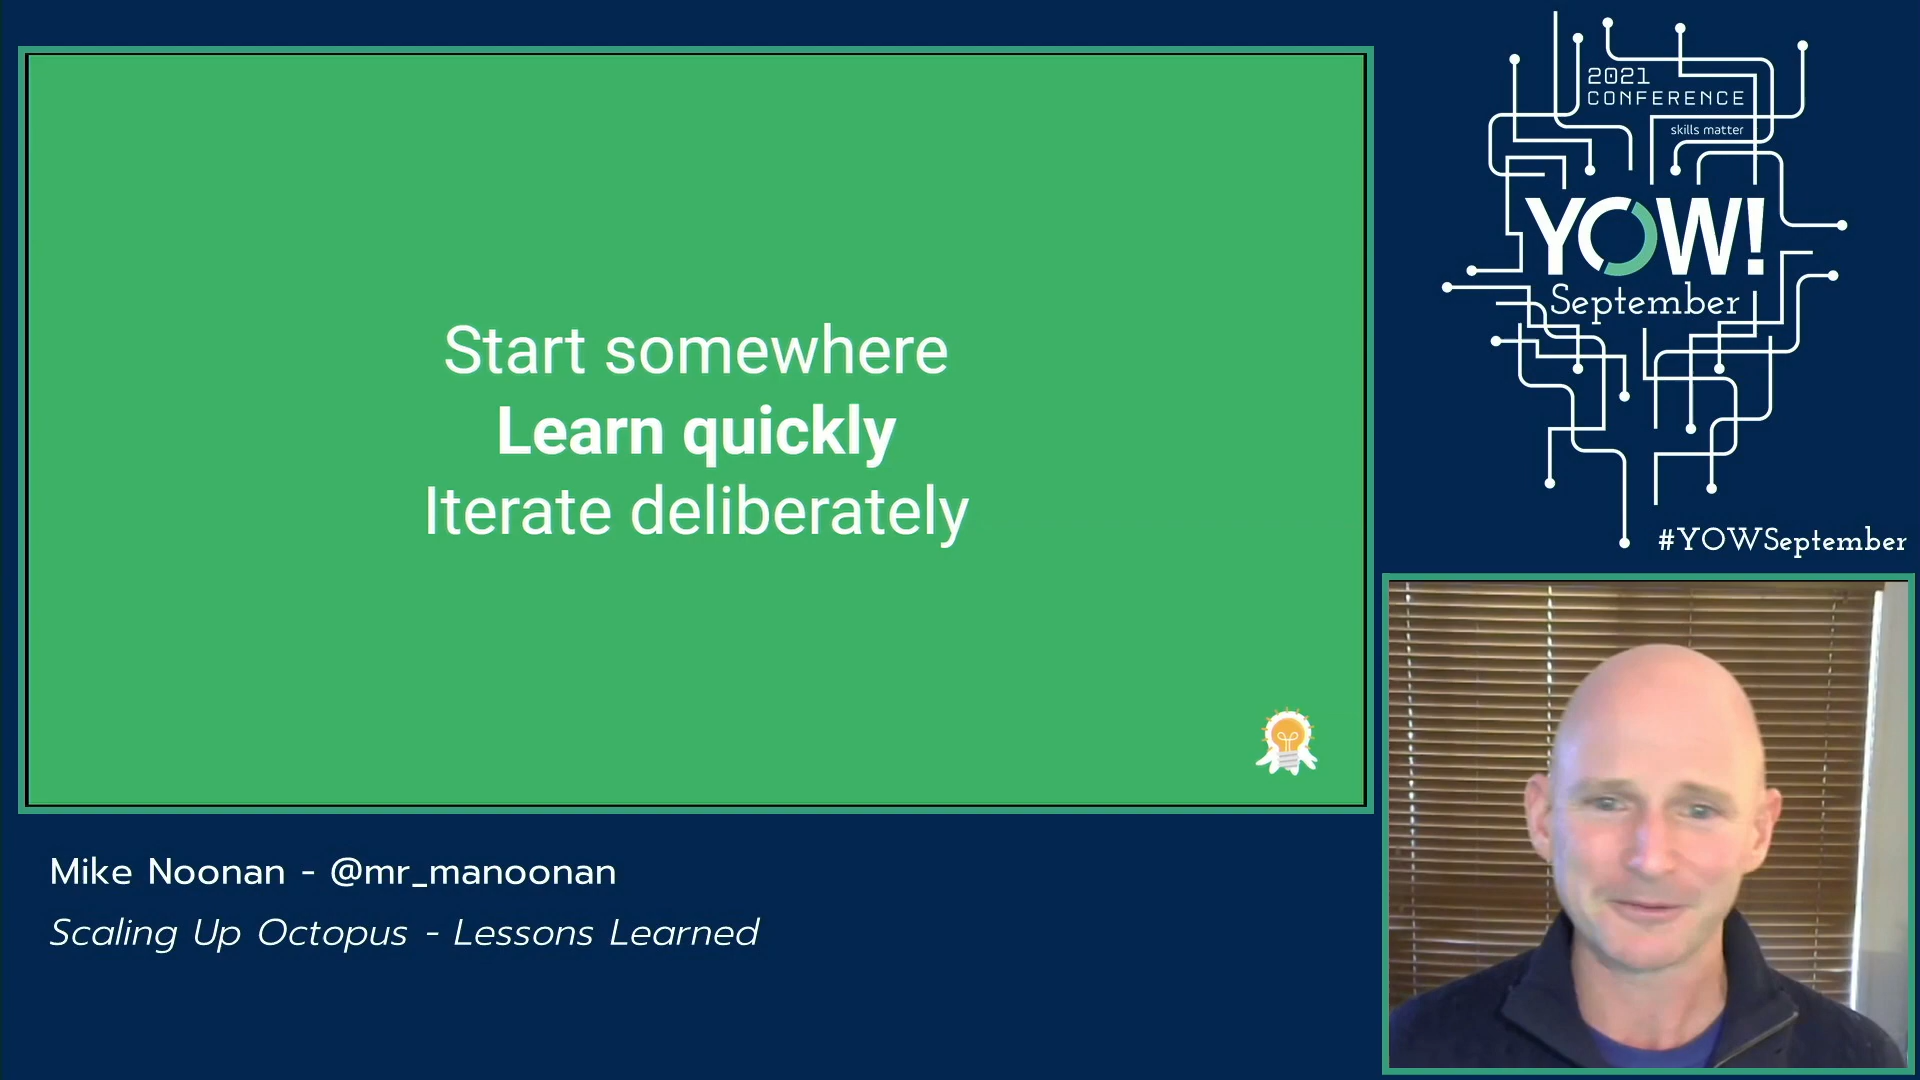 Start somewhere
Learn quickly
Iterate deliberately
2021
CONFERENCE
skills matter
YOW!
September
#YOWSeptember
Mike Noonan - @mr_manoonan
Scaling Up Octopus - Lessons Learned